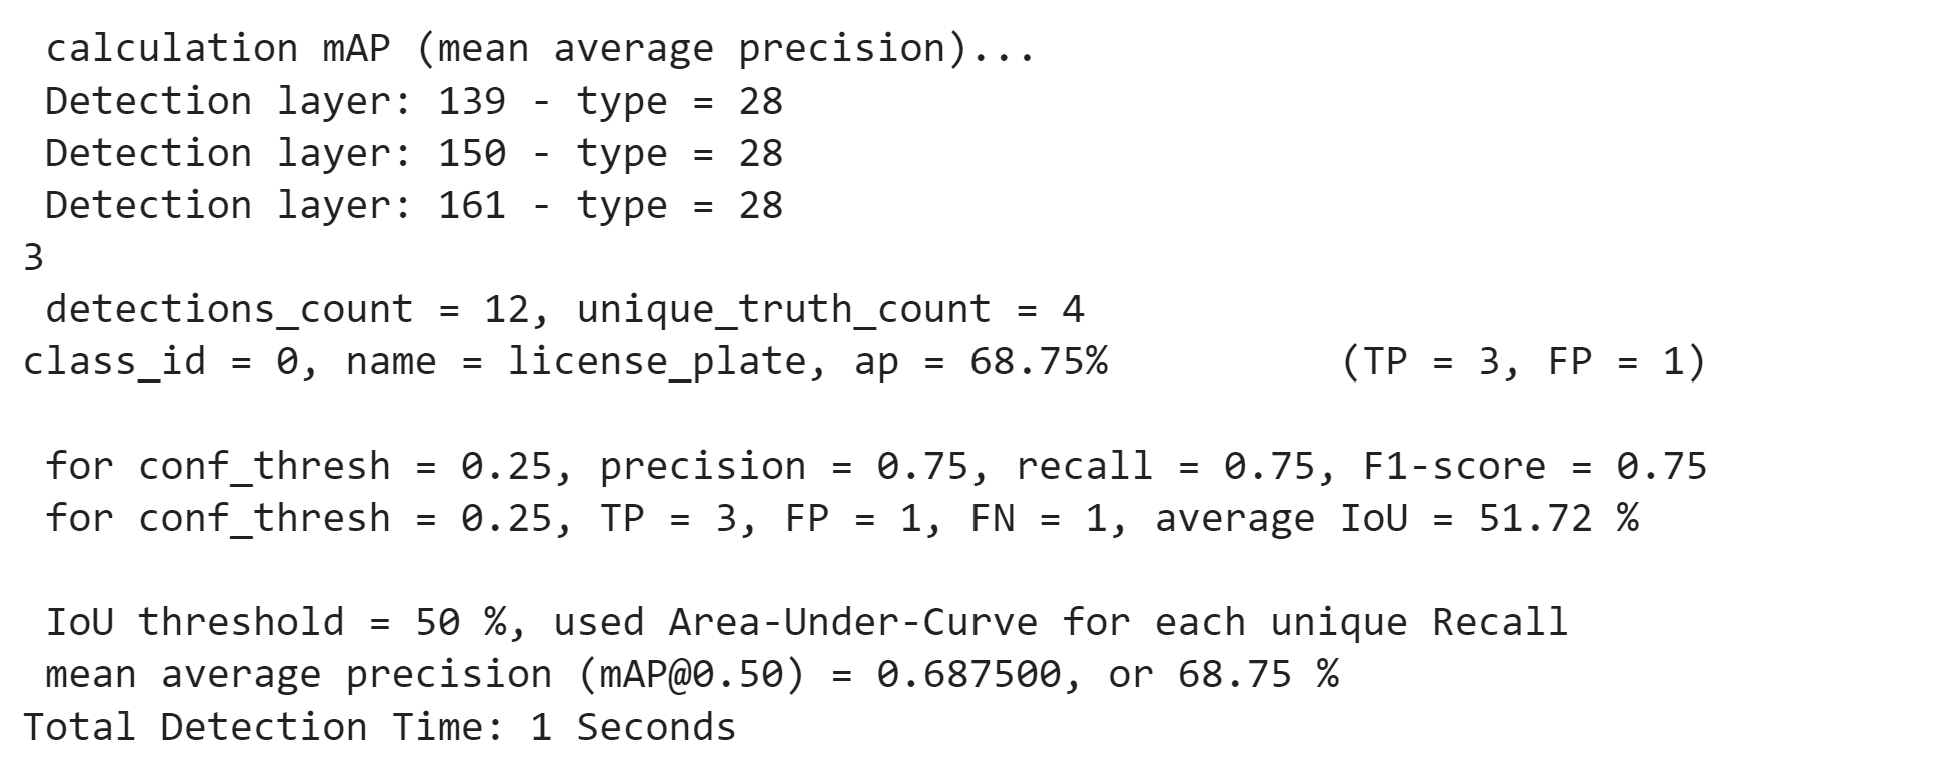 calculation mAP (mean average precision)...
Detection layer: 139 - type = 28
Detection layer: 150 - type = 28
Detection layer: 161 - type = 28
3
detections_count = 12, unique_truth_count = 4
class_id = 0, name = license_plate, ap = 68.75% (TP = 3, FP = 1)
for conf_thresh = 0.25, precision = 0.75, recall = 0.75, F1-score = 0.75
for conf_thresh = 0.25, TP = 3, FP = 1, FN = 1, average IoU = 51.72 %
IoU threshold = 50 %, used Area-Under-Curve for each unique Recall
mean average precision (mAP@0.50) = 0.687500, or 68.75 %
Total Detection Time: 1 Seconds